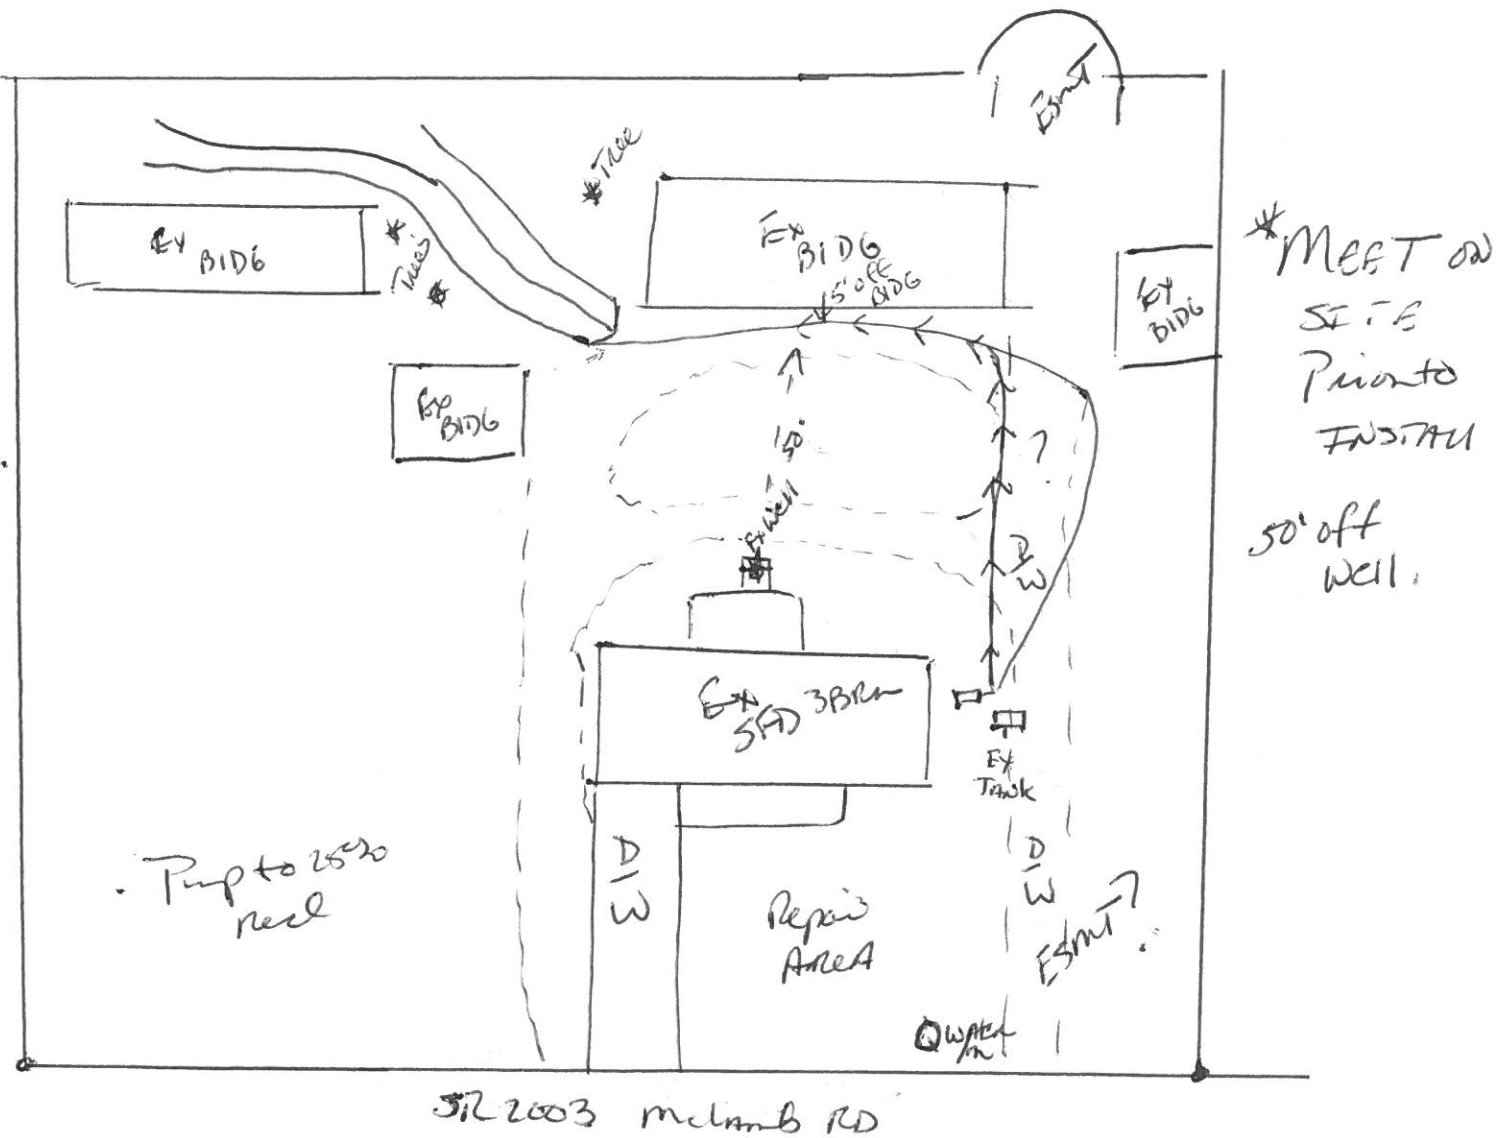 Esmt
*Tree
Ex
BlDG
* Trees *
Ex
BlDG
5' off
BlDG
Ex
BlDG
Ex
BlDG
50'
Ex Well
?
D/W
*MEET ON
SITE
Prior to
INSTAll
50' off
Well.
Ex
SFD 3BRm
Ex
TANK
. Pump to 25%
Red
D/W
Repair
AREA
D/W
Esmt ?
WATER
SR 2003 McLamb RD